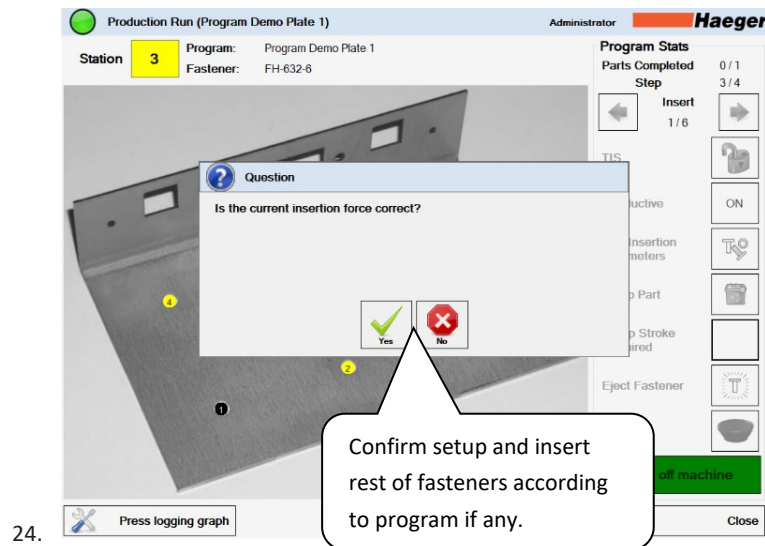 Production Run (Program Demo Plate 1)
Administrator
Haeger
Station
3
Program: Program Demo Plate 1
Fastener: FH-632-6
Program Stats
Parts Completed 0 / 1
Step 3 / 4
Insert
1 / 6
TIS
Question
Is the current insertion force correct?
ON
Yes
No
Eject Fastener
4
2
1
Confirm setup and insert
rest of fasteners according
to program if any.
off machine
24.
Press logging graph
Close